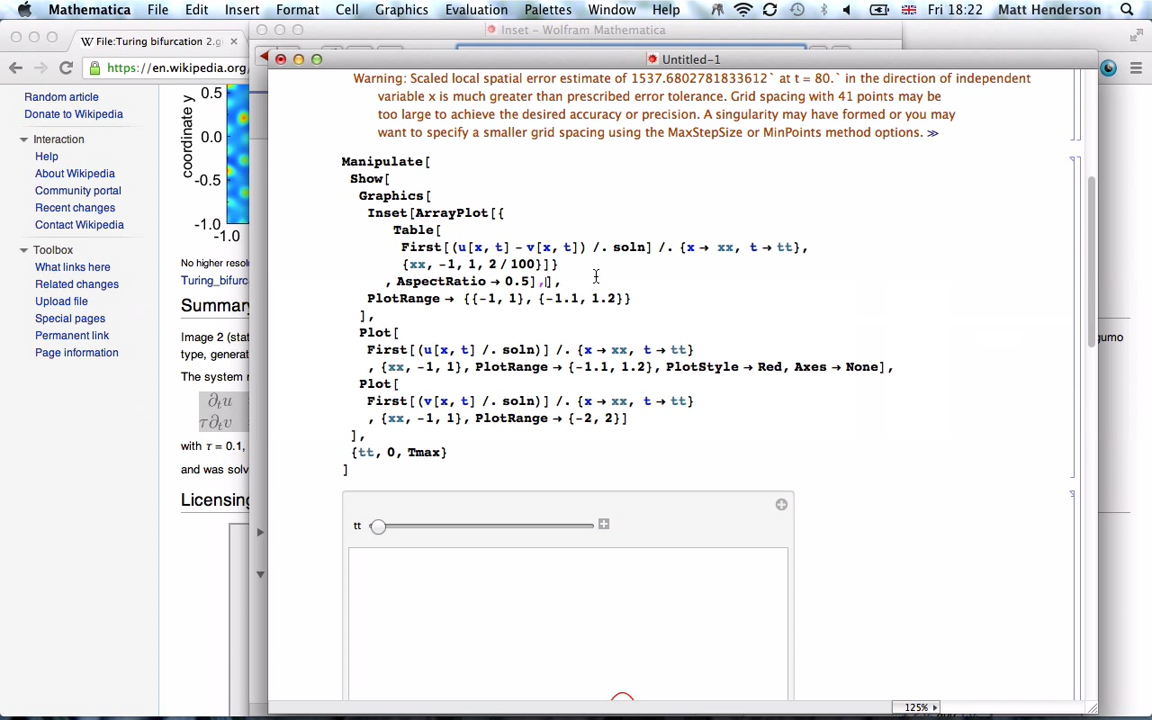 Mathematica File Edit Insert Format Cell Graphics Evaluation Palettes Window Help Fri 18:22 Matt Henderson
File:Turing bifurcation 2.g
Inset – Wolfram Mathematica
https://en.wikipedia.org/
Untitled-1
Random article
Donate to Wikipedia
Interaction
Help
About Wikipedia
Community portal
Recent changes
Contact Wikipedia
Toolbox
What links here
Related changes
Upload file
Special pages
Permanent link
Page information
coordinate y
0.5
0.0
-0.5
-1.0
-1.0
No higher reso
Turing_bifurc
Summar
Image 2 (stat
type, generat
The system r
∂tu
τ∂tv
with τ = 0.1,
and was solv
Licensing
gumo
Warning: Scaled local spatial error estimate of 1537.6802781833612` at t = 80.` in the direction of independent
variable x is much greater than prescribed error tolerance. Grid spacing with 41 points may be
too large to achieve the desired accuracy or precision. A singularity may have formed or you may
want to specify a smaller grid spacing using the MaxStepSize or MinPoints method options. ≫
Manipulate[
Show[
Graphics[
Inset[ArrayPlot[{
Table[
First[(u[x, t] - v[x, t]) /. soln] /. {x → xx, t → tt},
{xx, -1, 1, 2 / 100}]}
, AspectRatio → 0.5],],
PlotRange → {{-1, 1}, {-1.1, 1.2}}
],
Plot[
First[(u[x, t] /. soln)] /. {x → xx, t → tt}
, {xx, -1, 1}, PlotRange → {-1.1, 1.2}, PlotStyle → Red, Axes → None],
Plot[
First[(v[x, t] /. soln)] /. {x → xx, t → tt}
, {xx, -1, 1}, PlotRange → {-2, 2}]
],
{tt, 0, Tmax}
]
tt
125%